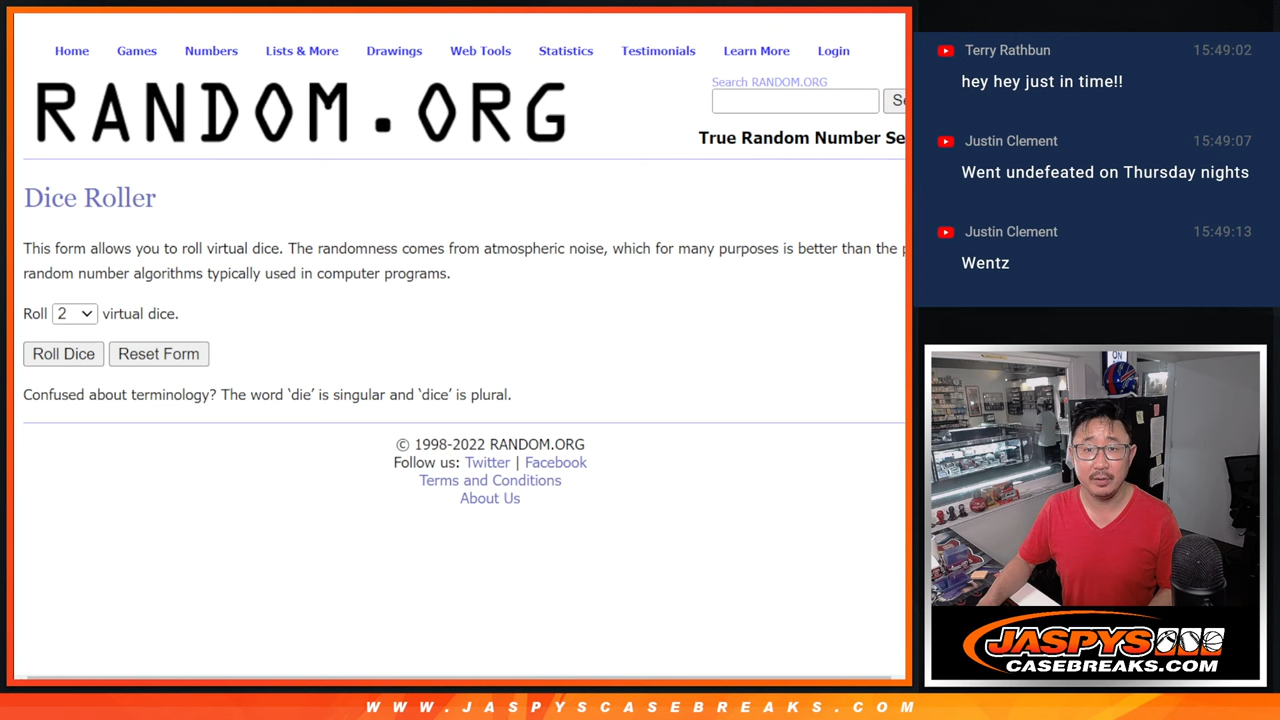 Home Games Numbers Lists & More Drawings Web Tools Statistics Testimonials Learn More Login
RANDOM.ORG
Search RANDOM.ORG
True Random Number Se
Dice Roller
This form allows you to roll virtual dice. The randomness comes from atmospheric noise, which for many purposes is better than the
random number algorithms typically used in computer programs.
Roll 2 virtual dice.
Roll Dice Reset Form
Confused about terminology? The word ‘die’ is singular and ‘dice’ is plural.
© 1998-2022 RANDOM.ORG
Follow us: Twitter | Facebook
Terms and Conditions
About Us
Terry Rathbun 15:49:02
hey hey just in time!!
Justin Clement 15:49:07
Went undefeated on Thursday nights
Justin Clement 15:49:13
Wentz
ON
JASPYS
CASEBREAKS.COM
WWW.JASPYSCASEBREAKS.COM